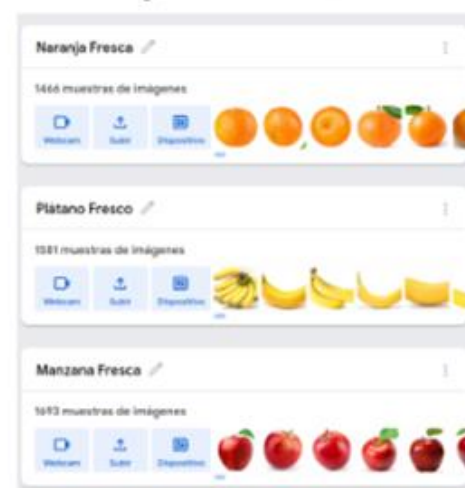 Naranja Fresca
1466 muestras de imágenes
Webcam Subir Dispositivo
Plátano Fresco
1581 muestras de imágenes
Webcam Subir Dispositivo
Manzana Fresca
1693 muestras de imágenes
Webcam Subir Dispositivo